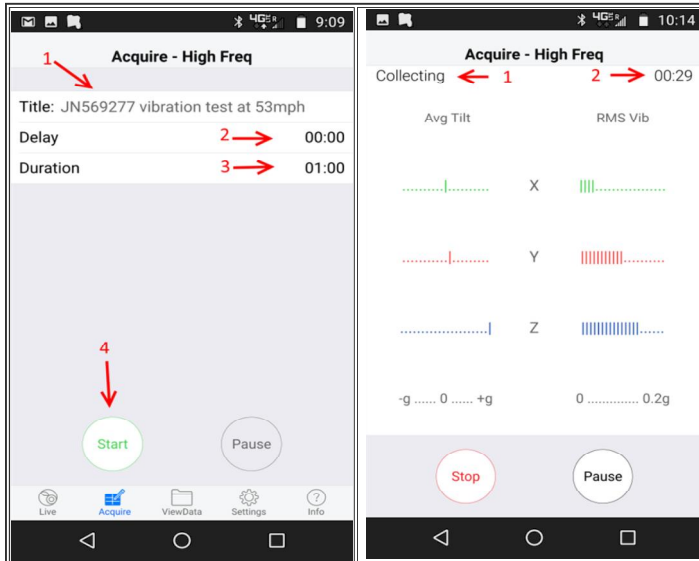 4GE R 9:09
Acquire - High Freq
1
Title: JN569277 vibration test at 53mph
Delay 2 00:00
Duration 3 01:00
4
Start Pause
Live Acquire ViewData Settings Info
4GE 10:14
Acquire - High Freq
Collecting 1 2 00:29
Avg Tilt RMS Vib
X
Y
Z
-g ...... 0 ...... +g 0 ............. 0.2g
Stop Pause